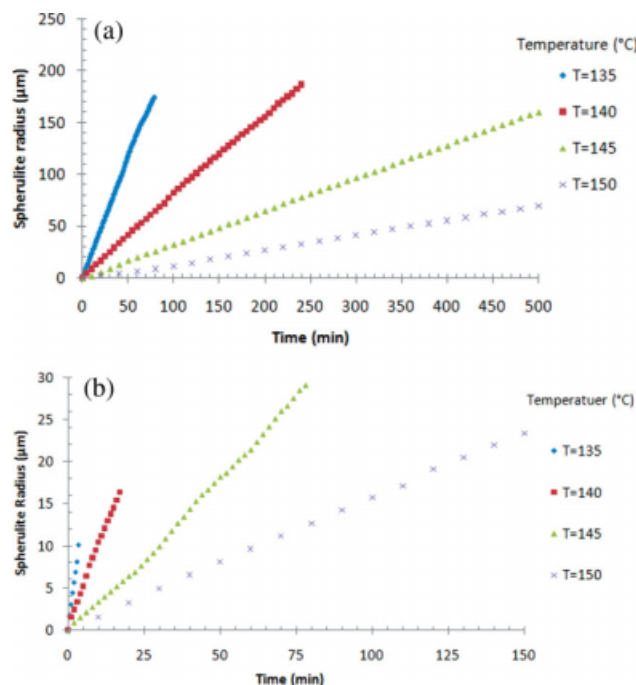 (a)
Spherulite radius (µm)
250
200
150
100
50
0
0 50 100 150 200 250 300 350 400 450 500
Time (min)
Temperature (°C)
T=135
T=140
T=145
T=150
(b)
Spherulite Radius (µm)
30
25
20
15
10
5
0
0 25 50 75 100 125 150
Time (min)
Temperatuer (°C)
T=135
T=140
T=145
T=150